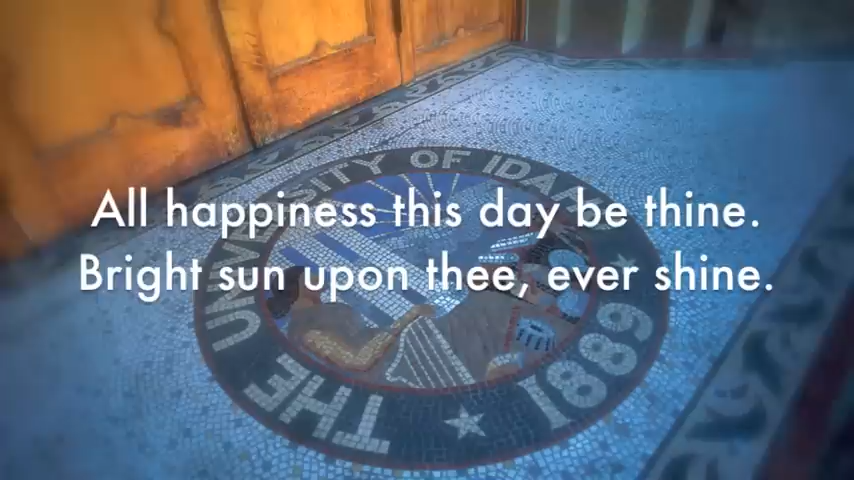 All happiness this day be thine.
Bright sun upon thee, ever shine.
THE UNIVERSITY OF IDAHO
1889